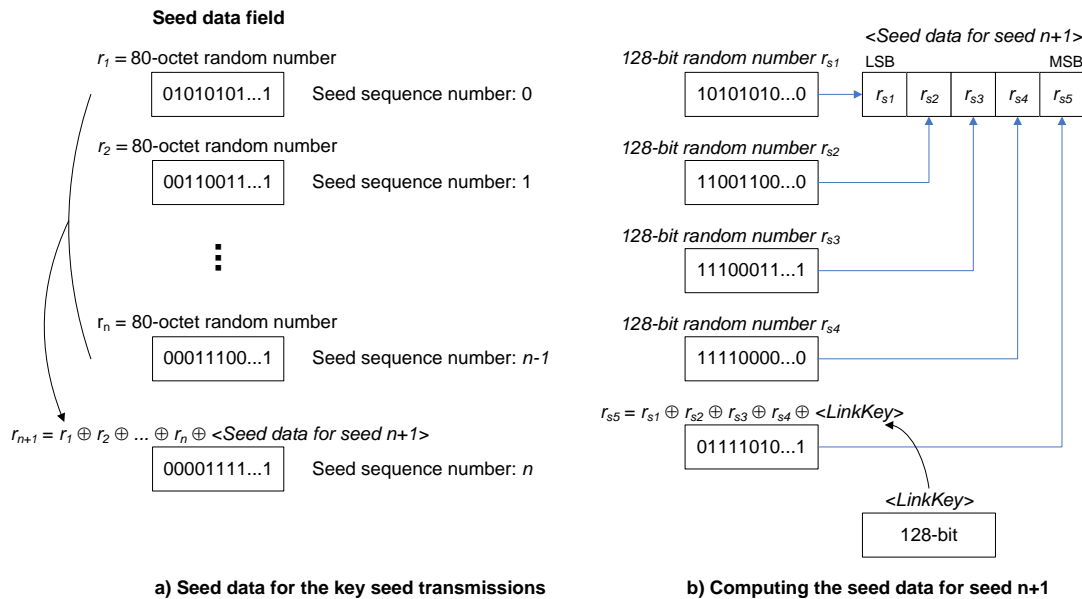 Seed data field
r1 = 80-octet random number
01010101...1
Seed sequence number: 0
r2 = 80-octet random number
00110011...1
Seed sequence number: 1
⋮
rn = 80-octet random number
00011100...1
Seed sequence number: n-1
rn+1 = r1 ⊕ r2 ⊕ ... ⊕ rn ⊕ <Seed data for seed n+1>
00001111...1
Seed sequence number: n
a) Seed data for the key seed transmissions
<Seed data for seed n+1>
LSB MSB
rs1 rs2 rs3 rs4 rs5
128-bit random number rs1
10101010...0
128-bit random number rs2
11001100...0
128-bit random number rs3
11100011...1
128-bit random number rs4
11110000...0
rs5 = rs1 ⊕ rs2 ⊕ rs3 ⊕ rs4 ⊕ <LinkKey>
01111010...1
<LinkKey>
128-bit
b) Computing the seed data for seed n+1